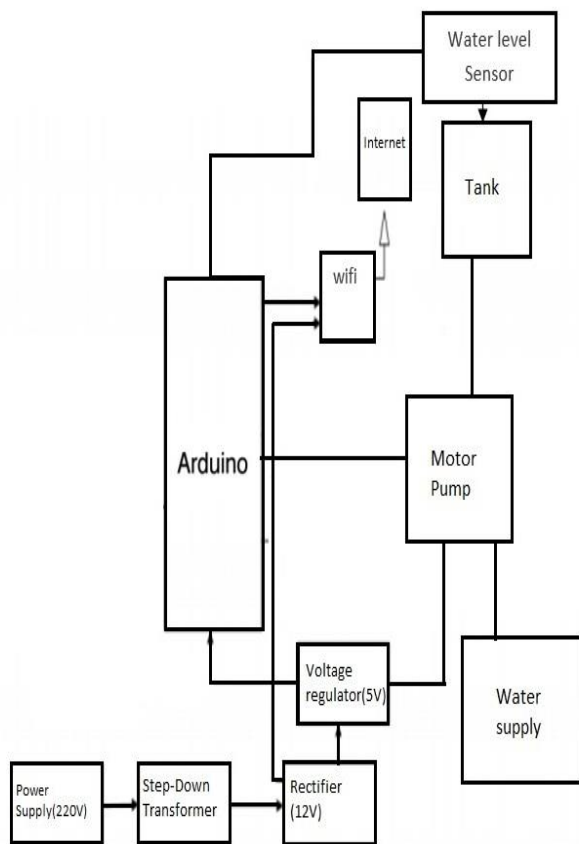 Water level
Sensor
Internet
Tank
wifi
Arduino
Motor
Pump
Voltage
regulator(5V)
Water
supply
Power
Supply(220V)
Step-Down
Transformer
Rectifier
(12V)